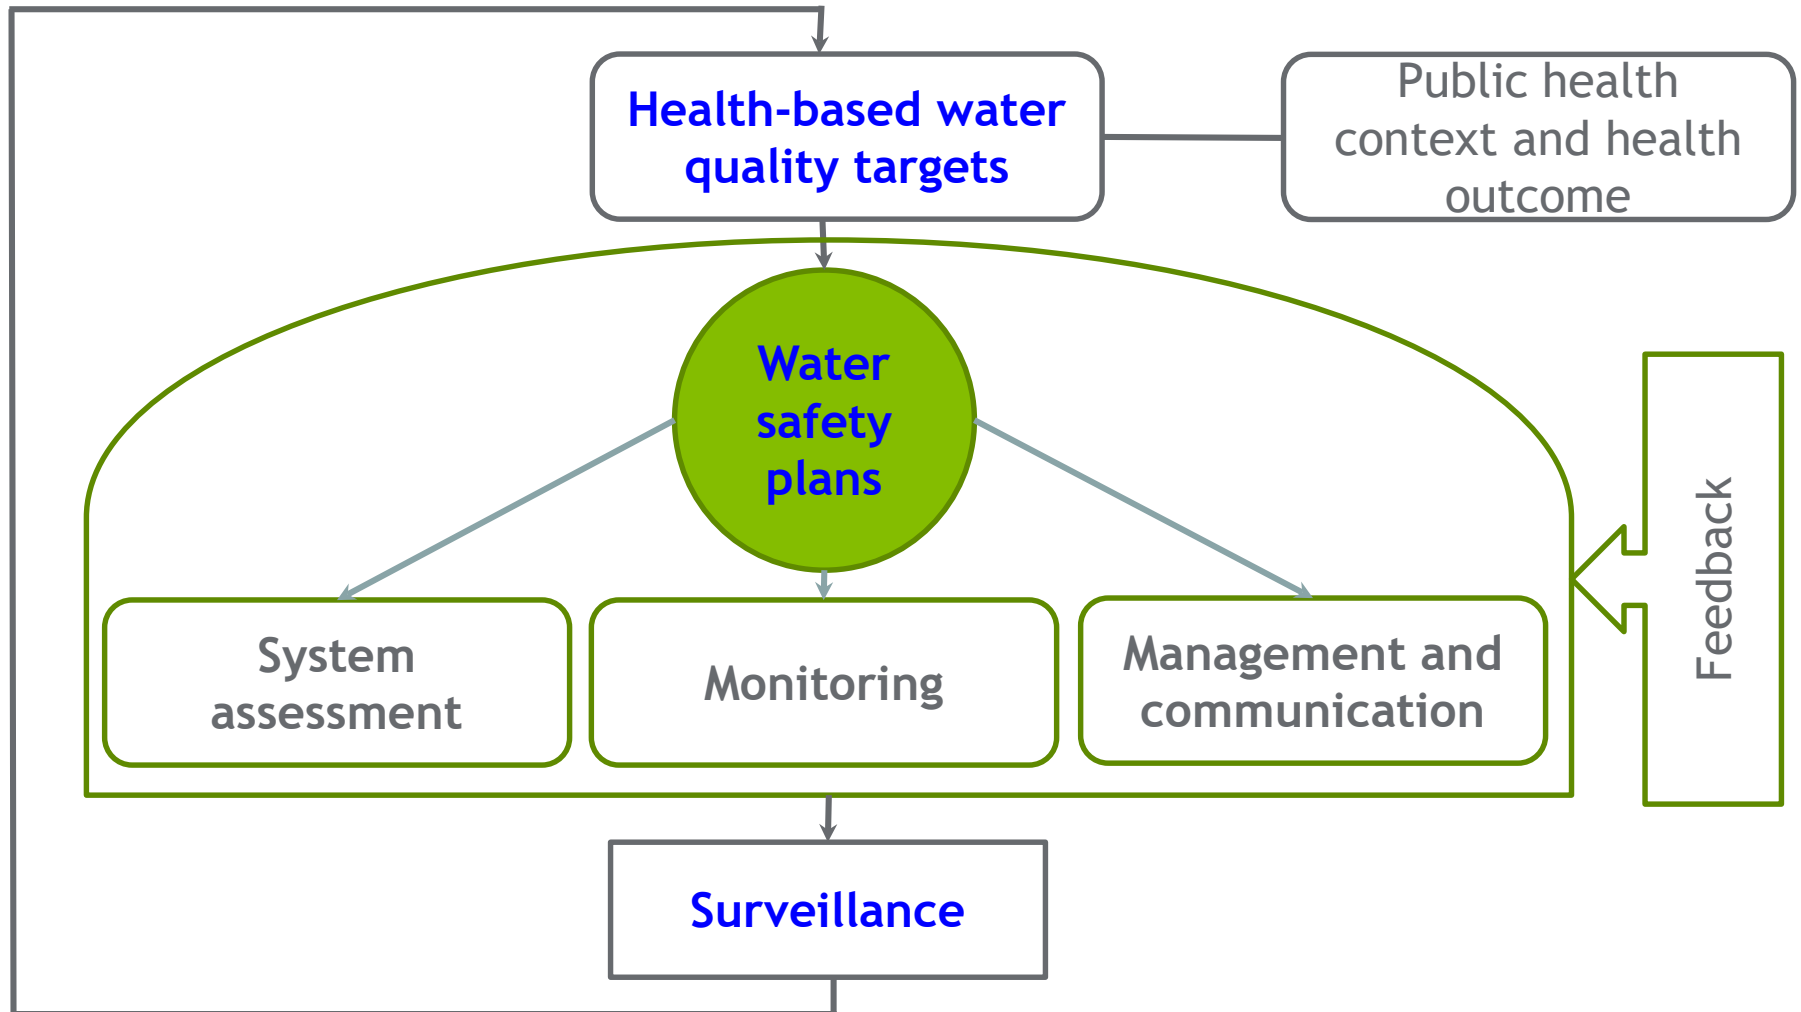 Health-based water
quality targets
Public health
context and health
outcome
Water
safety
plans
System
assessment
Monitoring
Management and
communication
Feedback
Surveillance